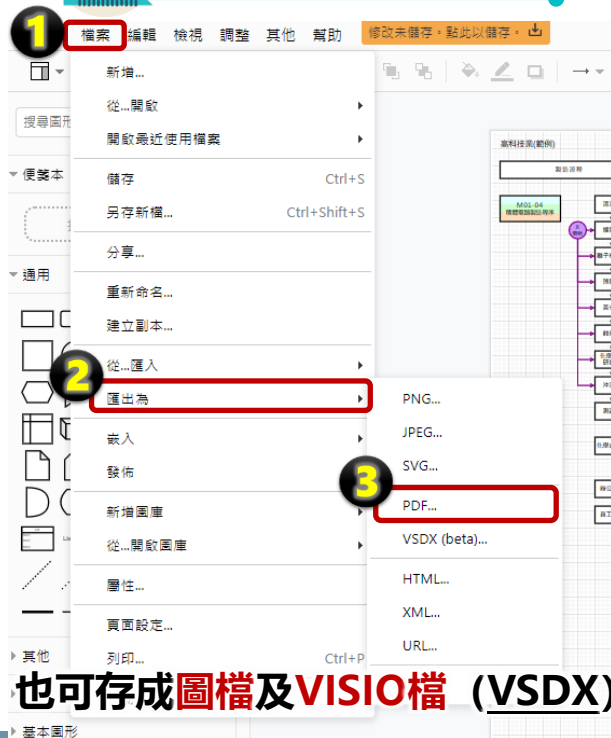 1
檔案 編輯 檢視 調整 其他 幫助 修改未儲存。點此以儲存。
新增...
從...開啟
搜尋圖形
開啟最近使用檔案
高科技業(範例)
製造流程
便箋本
儲存 Ctrl+S
另存新檔... Ctrl+Shift+S
M01-04
積體電路製造程序
分享...
通用
重新命名...
建立副本...
從...匯入
2
匯出為
PNG...
嵌入
JPEG...
發佈
SVG...
3
新增圖庫
PDF...
從...開啟圖庫
VSDX (beta)...
屬性...
HTML...
頁面設定...
XML...
其他
列印... Ctrl+P
URL...
也可存成圖檔及VISIO檔 (VSDX)
基本圖形